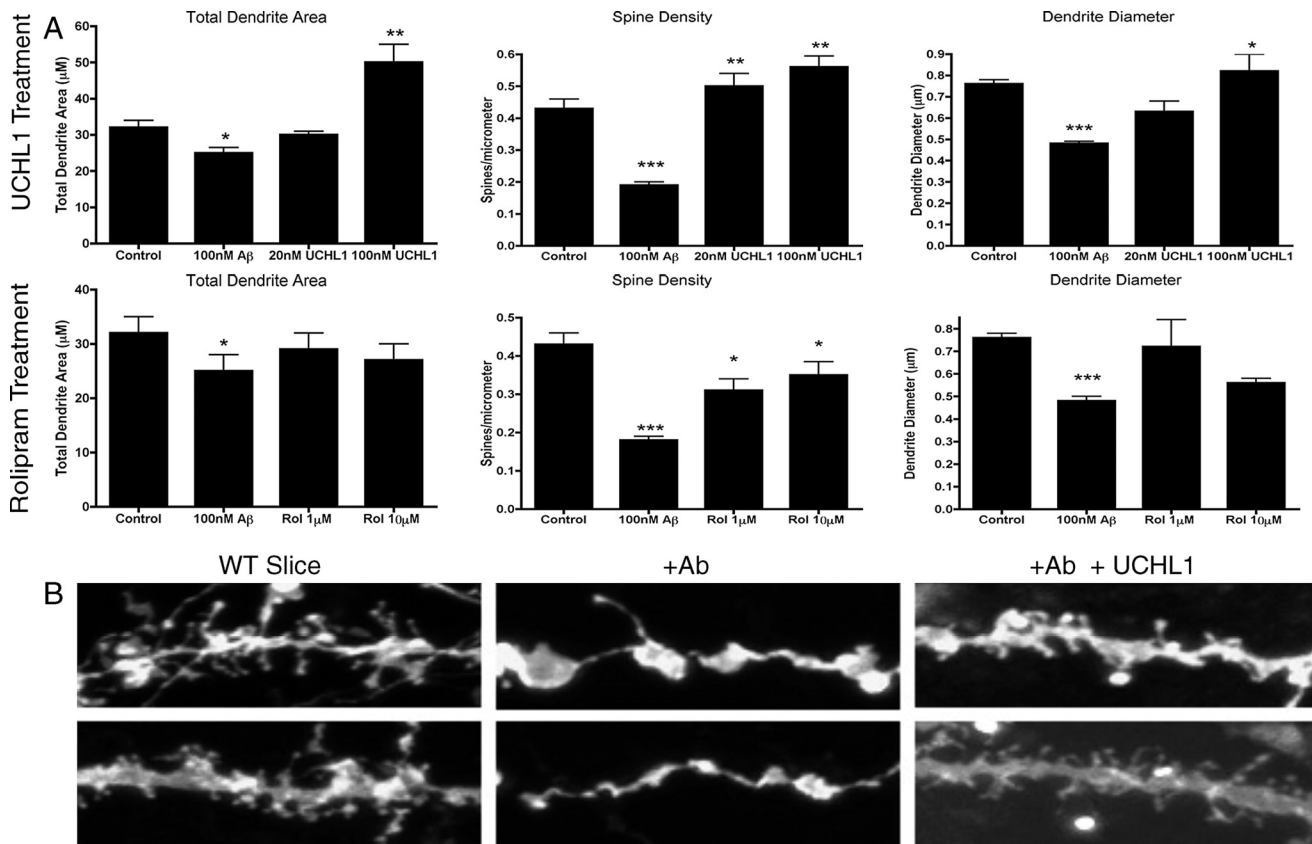 A
UCHL1 Treatment
Total Dendrite Area
Total Dendrite Area (μM)
60
50
40
30
20
10
0
**
*
Control 100nM Aβ 20nM UCHL1 100nM UCHL1
Spine Density
Spines/micrometer
0.6
0.5
0.4
0.3
0.2
0.1
0.0
** **
***
Control 100nM Aβ 20nM UCHL1 100nM UCHL1
Dendrite Diameter
Dendrite Diameter (μm)
0.9
0.8
0.7
0.6
0.5
0.4
0.3
0.2
0.1
0.0
*
***
Control 100nM Aβ 20nM UCHL1 100nM UCHL1
Rolipram Treatment
Total Dendrite Area
Total Dendrite Area (μM)
40
30
20
10
0
*
Control 100nM Aβ Rol 1μM Rol 10μM
Spine Density
Spines/micrometer
0.5
0.4
0.3
0.2
0.1
0.0
* *
***
Control 100nM Aβ Rol 1μM Rol 10μM
Dendrite Diameter
Dendrite Diameter (μm)
0.8
0.7
0.6
0.5
0.4
0.3
0.2
0.1
0.0
***
Control 100nM Aβ Rol 1μM Rol 10μM
B
WT Slice +Ab +Ab + UCHL1